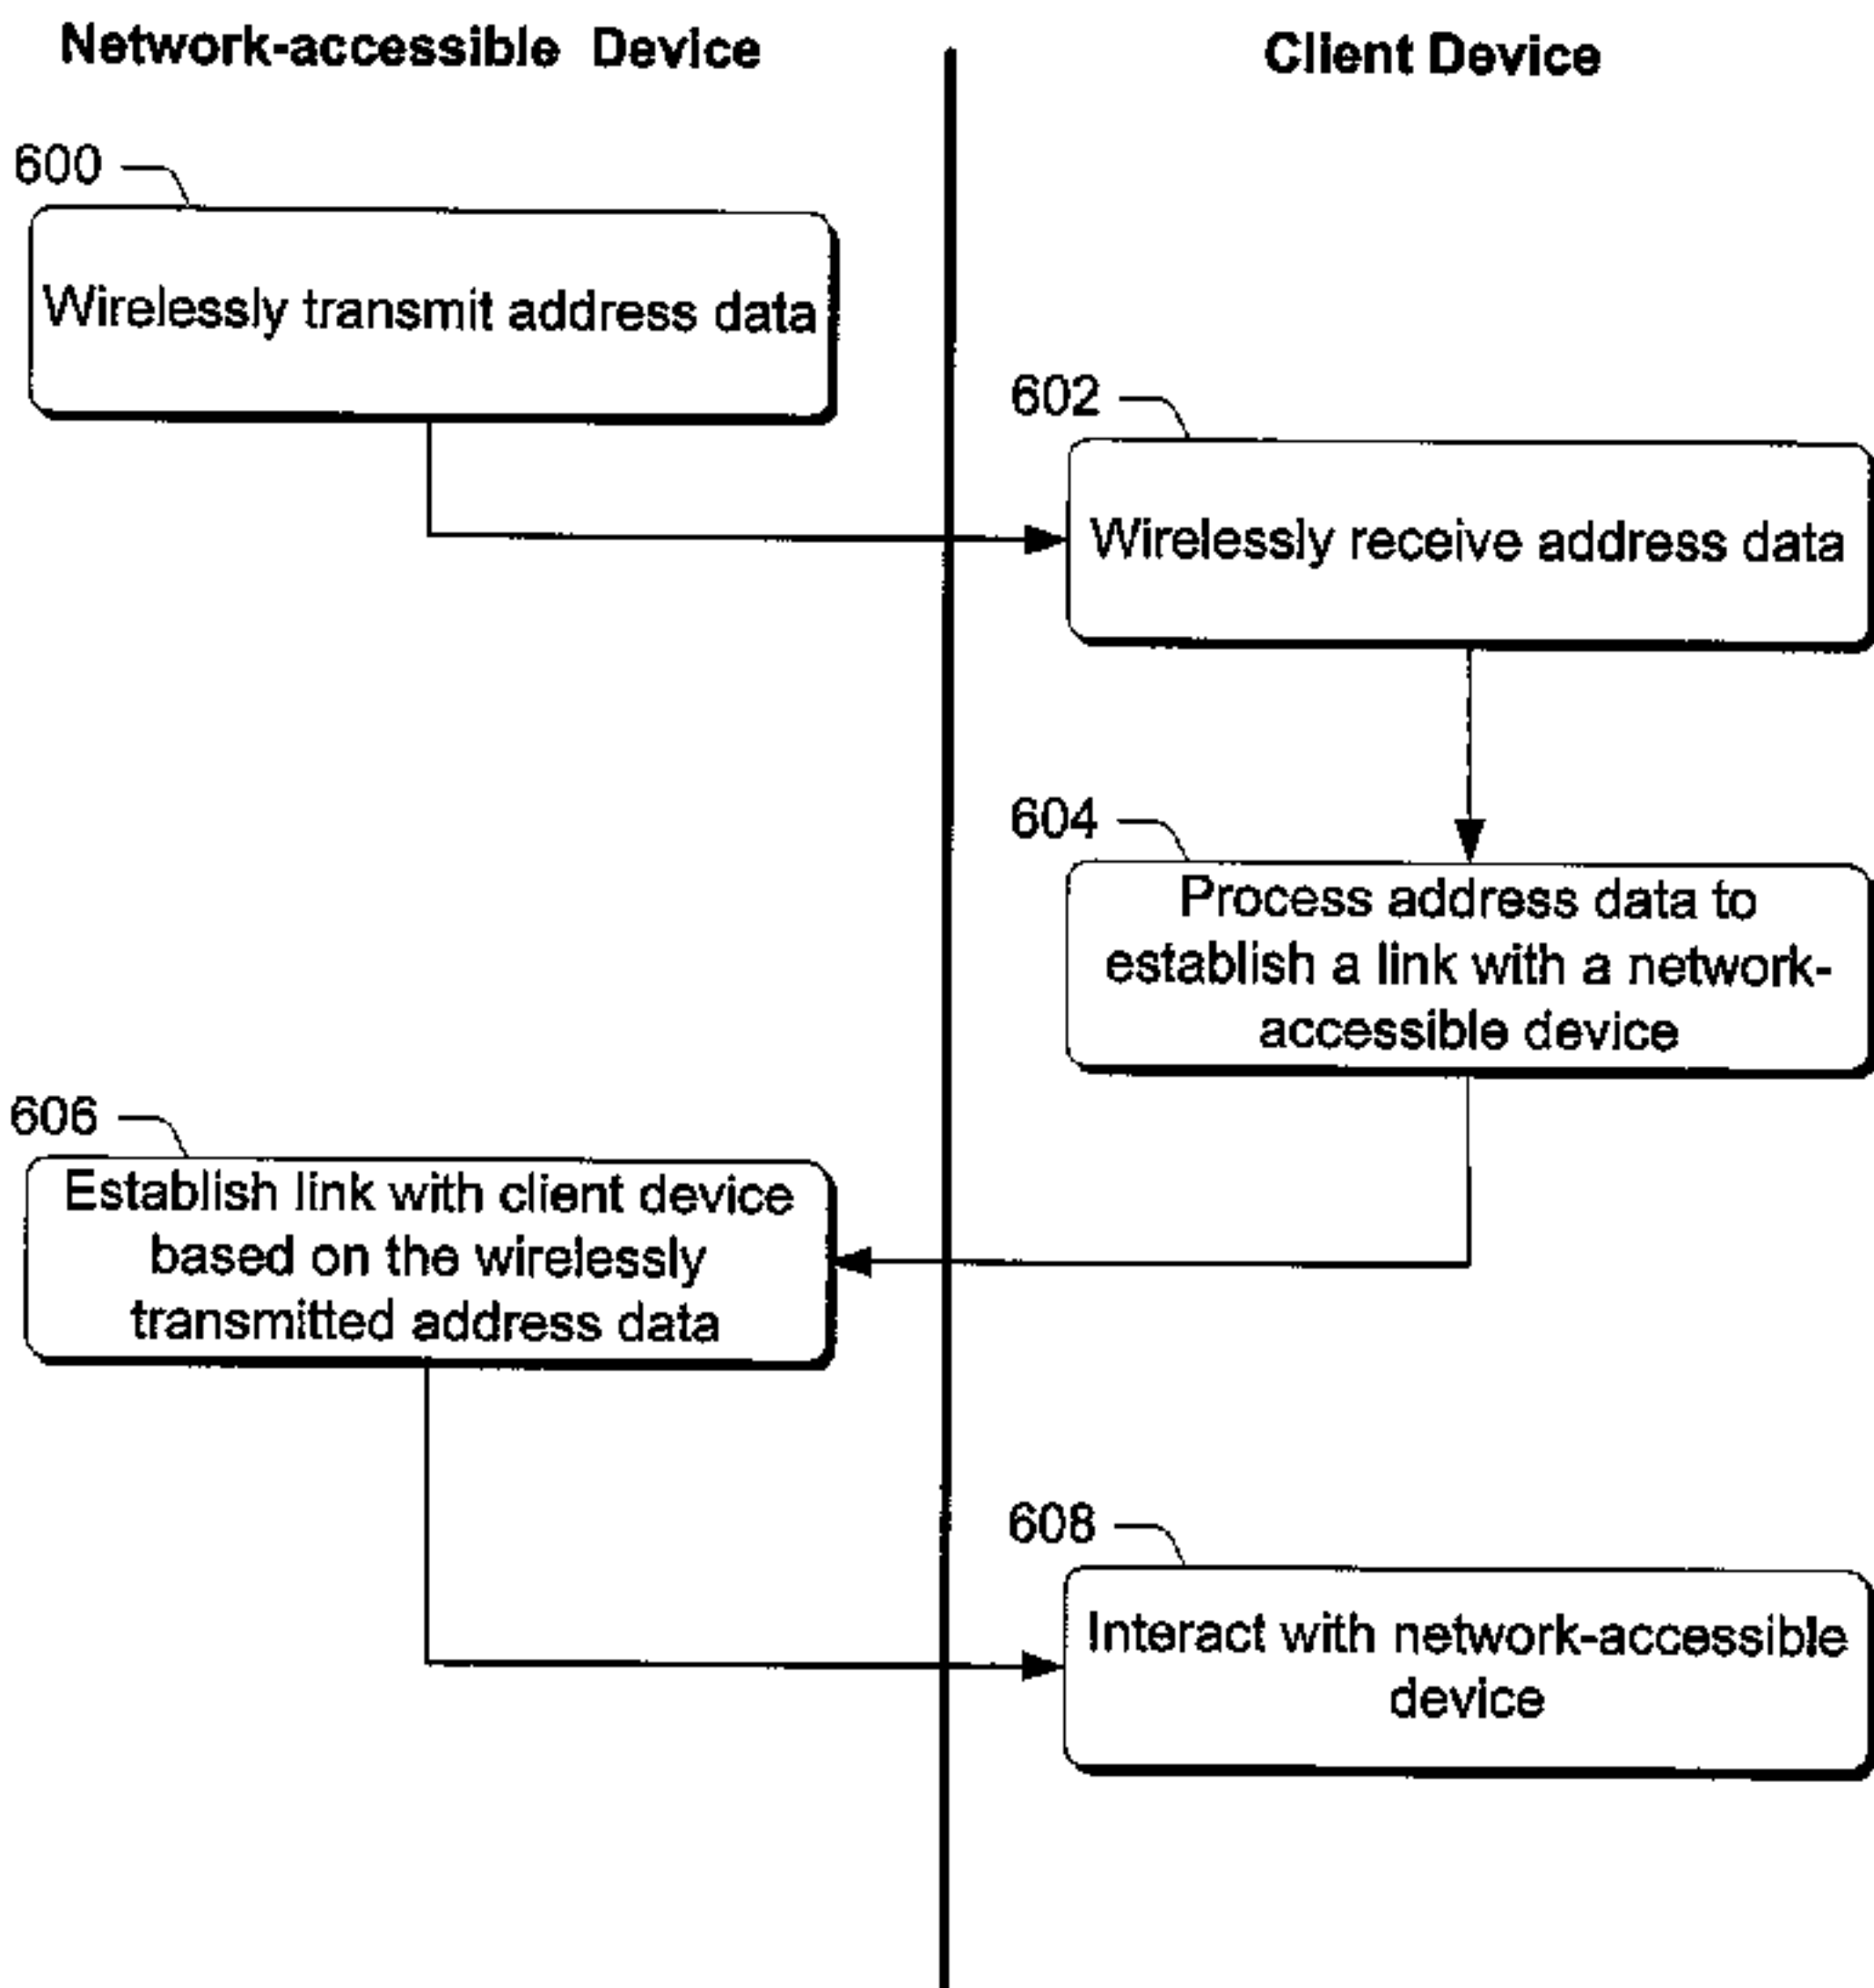 Network-accessible Device
Client Device
600
Wirelessly transmit address data
602
Wirelessly receive address data
604
Process address data to
establish a link with a network-
accessible device
606
Establish link with client device
based on the wirelessly
transmitted address data
608
Interact with network-accessible
device